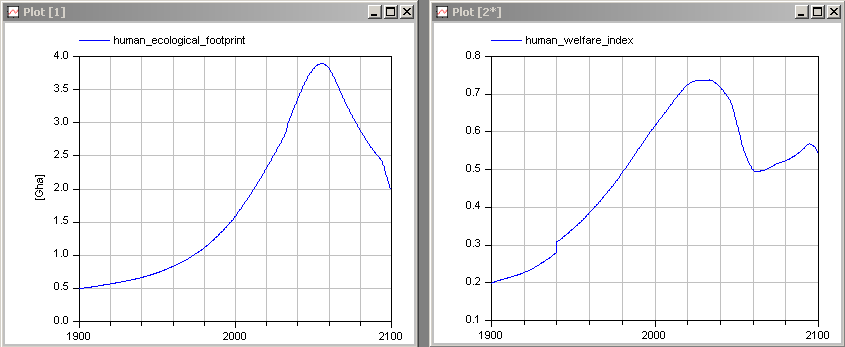 Plot [1]
human_ecological_footprint
4.0
3.5
3.0
2.5
2.0
1.5
1.0
0.5
0.0
[Gha]
1900 2000 2100
Plot [2*]
human_welfare_index
0.8
0.7
0.6
0.5
0.4
0.3
0.2
0.1
1900 2000 2100